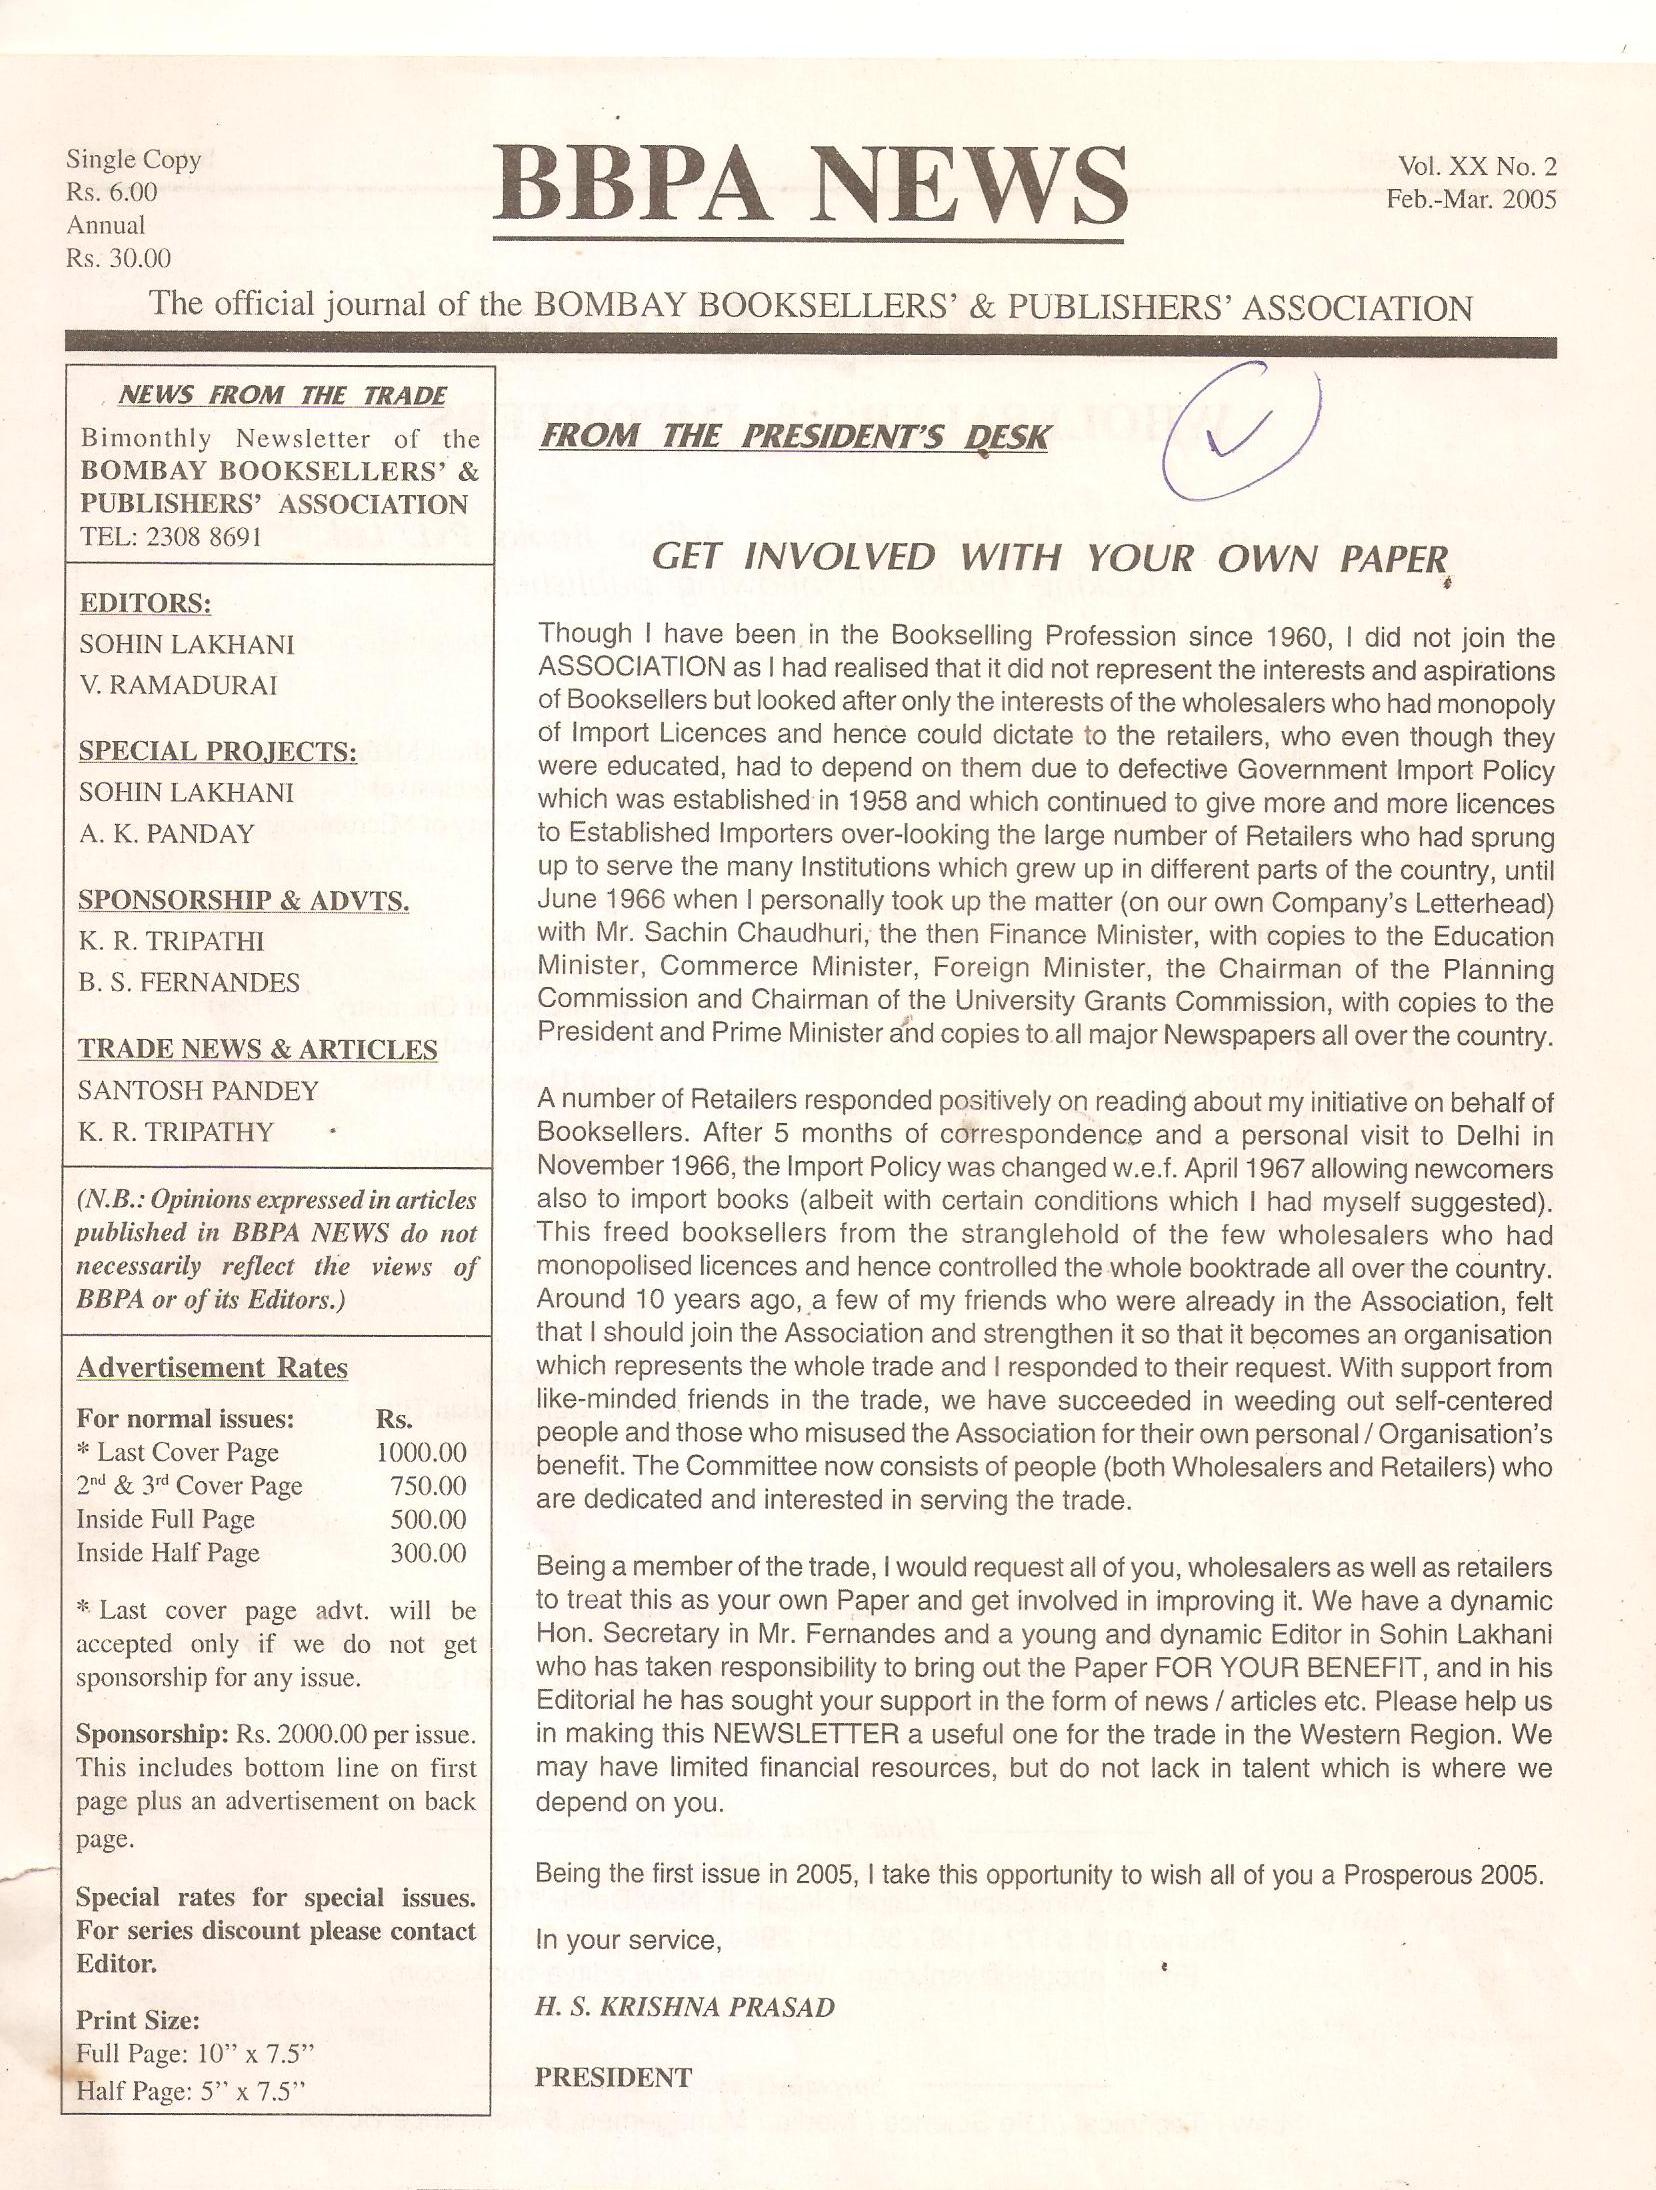 Single Copy
Rs. 6.00
Annual
Rs. 30.00
BBPA NEWS
Vol. XX No. 2
Feb.-Mar. 2005
The official journal of the BOMBAY BOOKSELLERS' & PUBLISHERS' ASSOCIATION
NEWS FROM THE TRADE
Bimonthly Newsletter of the
BOMBAY BOOKSELLERS' &
PUBLISHERS' ASSOCIATION
TEL: 2308 8691
EDITORS:
SOHIN LAKHANI
V. RAMADURAI
SPECIAL PROJECTS:
SOHIN LAKHANI
A. K. PANDAY
SPONSORSHIP & ADVTS.
K. R. TRIPATHI
B. S. FERNANDES
TRADE NEWS & ARTICLES
SANTOSH PANDEY
K. R. TRIPATHY
(N.B.: Opinions expressed in articles
published in BBPA NEWS do not
necessarily reflect the views of
BBPA or of its Editors.)
Advertisement Rates
For normal issues: Rs.
* Last Cover Page 1000.00
2nd & 3rd Cover Page 750.00
Inside Full Page 500.00
Inside Half Page 300.00
* Last cover page advt. will be
accepted only if we do not get
sponsorship for any issue.
Sponsorship: Rs. 2000.00 per issue.
This includes bottom line on first
page plus an advertisement on back
page.
Special rates for special issues.
For series discount please contact
Editor.
Print Size:
Full Page: 10" x 7.5"
Half Page: 5" x 7.5"
FROM THE PRESIDENT'S DESK
GET INVOLVED WITH YOUR OWN PAPER
Though I have been in the Bookselling Profession since 1960, I did not join the
ASSOCIATION as I had realised that it did not represent the interests and aspirations
of Booksellers but looked after only the interests of the wholesalers who had monopoly
of Import Licences and hence could dictate to the retailers, who even though they
were educated, had to depend on them due to defective Government Import Policy
which was established in 1958 and which continued to give more and more licences
to Established Importers over-looking the large number of Retailers who had sprung
up to serve the many Institutions which grew up in different parts of the country, until
June 1966 when I personally took up the matter (on our own Company's Letterhead)
with Mr. Sachin Chaudhuri, the then Finance Minister, with copies to the Education
Minister, Commerce Minister, Foreign Minister, the Chairman of the Planning
Commission and Chairman of the University Grants Commission, with copies to the
President and Prime Minister and copies to all major Newspapers all over the country.
A number of Retailers responded positively on reading about my initiative on behalf of
Booksellers. After 5 months of correspondence and a personal visit to Delhi in
November 1966, the Import Policy was changed w.e.f. April 1967 allowing newcomers
also to import books (albeit with certain conditions which I had myself suggested).
This freed booksellers from the stranglehold of the few wholesalers who had
monopolised licences and hence controlled the whole booktrade all over the country.
Around 10 years ago, a few of my friends who were already in the Association, felt
that I should join the Association and strengthen it so that it becomes an organisation
which represents the whole trade and I responded to their request. With support from
like-minded friends in the trade, we have succeeded in weeding out self-centered
people and those who misused the Association for their own personal / Organisation's
benefit. The Committee now consists of people (both Wholesalers and Retailers) who
are dedicated and interested in serving the trade.
Being a member of the trade, I would request all of you, wholesalers as well as retailers
to treat this as your own Paper and get involved in improving it. We have a dynamic
Hon. Secretary in Mr. Fernandes and a young and dynamic Editor in Sohin Lakhani
who has taken responsibility to bring out the Paper FOR YOUR BENEFIT, and in his
Editorial he has sought your support in the form of news / articles etc. Please help us
in making this NEWSLETTER a useful one for the trade in the Western Region. We
may have limited financial resources, but do not lack in talent which is where we
depend on you.
Being the first issue in 2005, I take this opportunity to wish all of you a Prosperous 2005.
In your service,
H. S. KRISHNA PRASAD
PRESIDENT